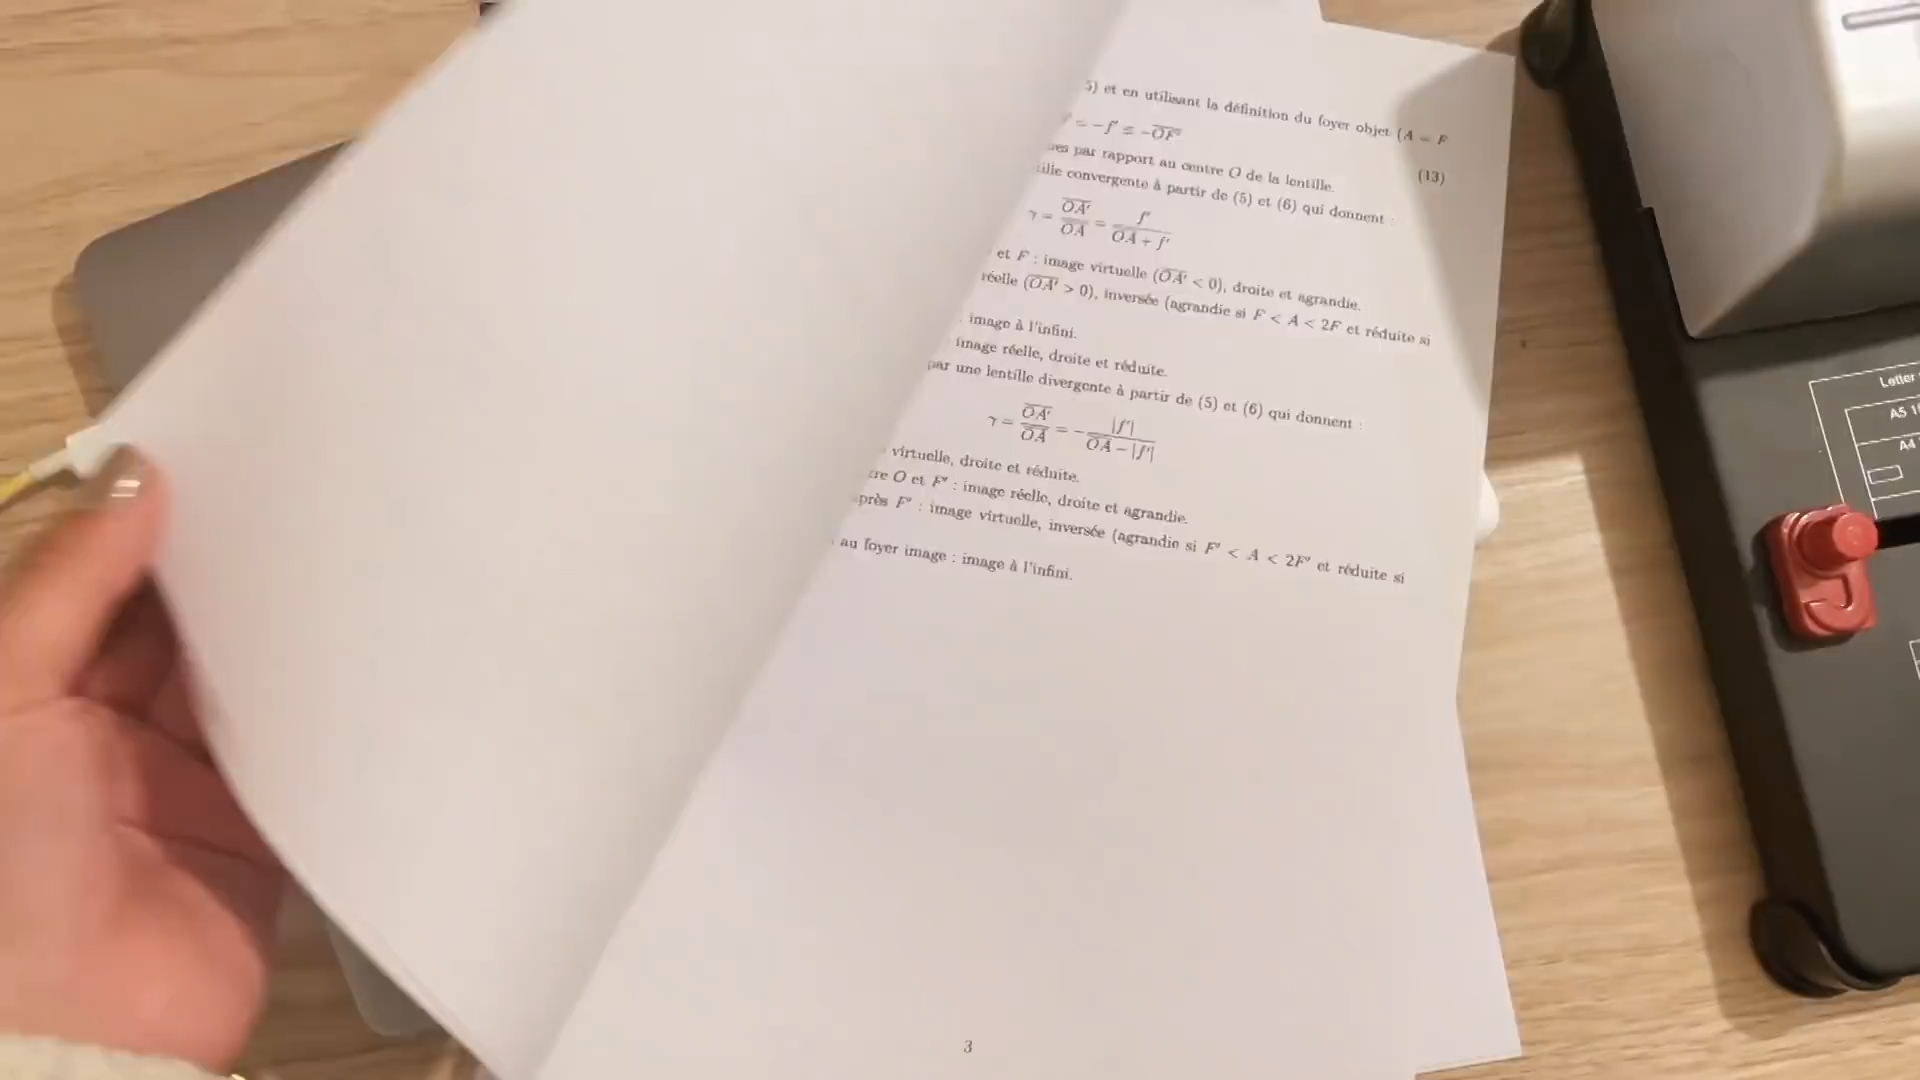 5) et en utilisant la définition du foyer objet (A = F
= −f′ = −OF′
(13)
par rapport au centre O de la lentille.
convergente à partir de (5) et (6) qui donnent :
γ = OA′ / OA = f′ / OA + f′
et F : image virtuelle (OA′ < 0), droite et agrandie.
réelle (OA′ > 0), inversée (agrandie si F < A < 2F et réduite si
image à l'infini.
image réelle, droite et réduite.
par une lentille divergente à partir de (5) et (6) qui donnent :
γ = OA′ / OA = − |f′| / OA − |f′|
virtuelle, droite et réduite.
O et F′ : image réelle, droite et agrandie.
près F′ : image virtuelle, inversée (agrandie si F′ < A < 2F′ et réduite si
au foyer image : image à l'infini.
3
Letter
A5
A4